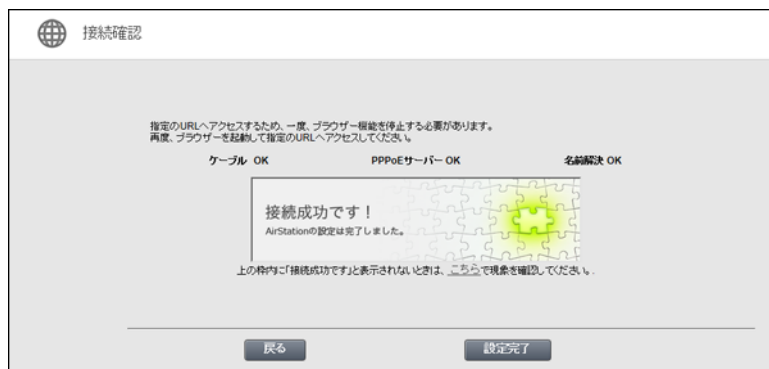 接続確認
指定のURLへアクセスするため、一度、ブラウザー機能を停止する必要があります。
再度、ブラウザーを起動して指定のURLへアクセスしてください。
ケーブル OK PPPoEサーバー OK 名前解決 OK
接続成功です！
AirStationの設定は完了しました。
上の枠内に「接続成功です」と表示されないときは、こちらで現象を確認してください。.
戻る 設定完了